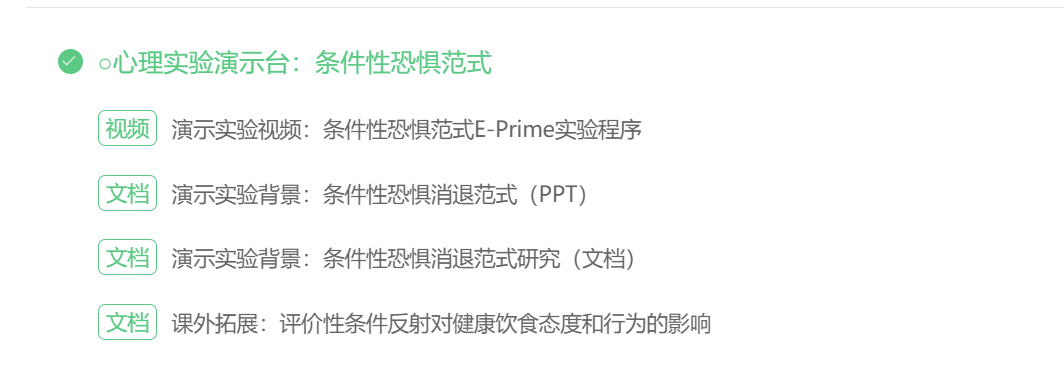 ○心理实验演示台：条件性恐惧范式
视频 演示实验视频：条件性恐惧范式E-Prime实验程序
文档 演示实验背景：条件性恐惧消退范式（PPT）
文档 演示实验背景：条件性恐惧消退范式研究（文档）
文档 课外拓展：评价性条件反射对健康饮食态度和行为的影响